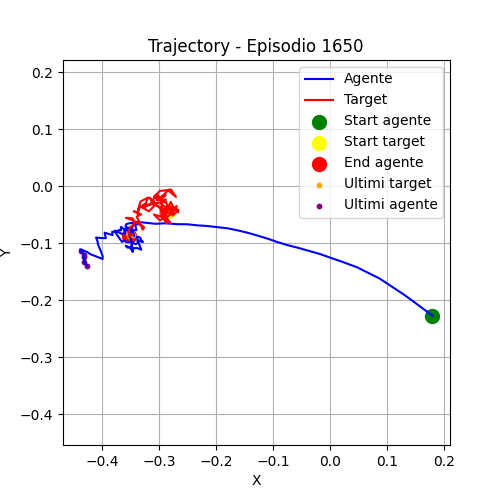 Trajectory - Episodio 1650
Agente
Target
Start agente
Start target
End agente
Ultimi target
Ultimi agente
0.2
0.1
0.0
−0.1
−0.2
−0.3
−0.4
Y
−0.4
−0.3
−0.2
−0.1
0.0
0.1
0.2
X